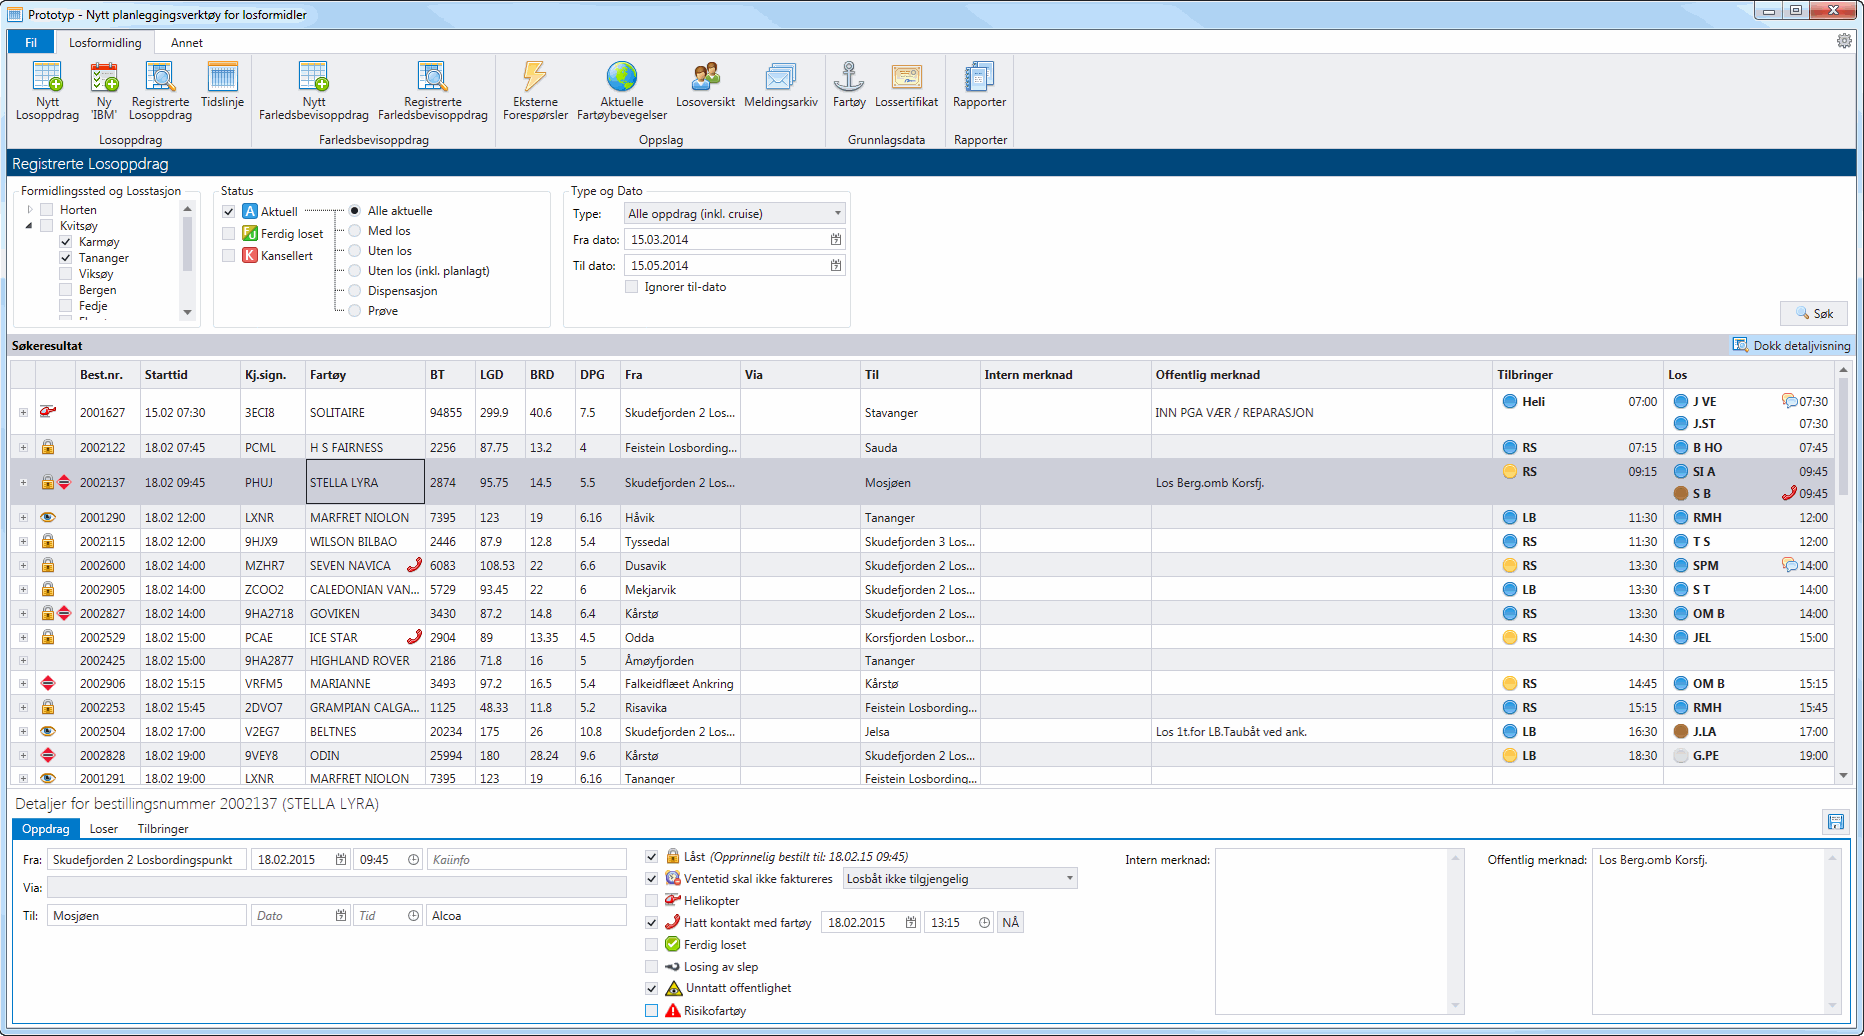 Prototyp - Nytt planleggingsverktøy for losformidler
Fil Losformidling Annet
Nytt Losoppdrag
Ny 'IBM'
Registrerte Losoppdrag
Tidslinje
Nytt Farledsbevisoppdrag
Registrerte Farledsbevisoppdrag
Eksterne Forespørsler
Aktuelle Fartøybevegelser
Losoversikt
Meldingsarkiv
Fartøy
Lossertifikat
Rapporter
Losoppdrag Farledsbevisoppdrag Oppslag Grunnlagsdata Rapporter
Registrerte Losoppdrag
Formidlingssted og Losstasjon
Horten
Kvitsøy
Karmøy
Tananger
Viksøy
Bergen
Fedje
Status
A Aktuell
Fd Ferdig loset
K Kansellert
Alle aktuelle
Med los
Uten los
Uten los (inkl. planlagt)
Dispensasjon
Prøve
Type og Dato
Type: Alle oppdrag (inkl. cruise)
Fra dato: 15.03.2014
Til dato: 15.05.2014
Ignorer til-dato
Søk
Søkeresultat Dokk detaljvisning
Best.nr. Starttid Kj.sign. Fartøy BT LGD BRD DPG Fra Via Til Intern merknad Offentlig merknad Tilbringer Los
2001627 15.02 07:30 3ECI8 SOLITAIRE 94855 299.9 40.6 7.5 Skudefjorden 2 Los... Stavanger INN PGA VÆR / REPARASJON Heli 07:00 J VE 07:30
J.ST 07:30
2002122 18.02 07:45 PCML H S FAIRNESS 2256 87.75 13.2 4 Feistein Losbording... Sauda RS 07:15 B HO 07:45
2002137 18.02 09:45 PHUJ STELLA LYRA 2874 95.75 14.5 5.5 Skudefjorden 2 Los... Mosjøen Los Berg.omb Korsfj. RS 09:15 SI A 09:45
S B 09:45
2001290 18.02 12:00 LXNR MARFRET NIOLON 7395 123 19 6.16 Håvik Tananger LB 11:30 RMH 12:00
2002115 18.02 12:00 9HJX9 WILSON BILBAO 2446 87.9 12.8 5.4 Tyssedal Skudefjorden 3 Los... RS 11:30 T S 12:00
2002600 18.02 14:00 MZHR7 SEVEN NAVICA 6083 108.53 22 6.6 Dusavik Skudefjorden 2 Los... RS 13:30 SPM 14:00
2002905 18.02 14:00 ZCOO2 CALEDONIAN VAN... 5729 93.45 22 6 Mekjarvik Skudefjorden 2 Los... LB 13:30 S T 14:00
2002827 18.02 14:00 9HA2718 GOVIKEN 3430 87.2 14.8 6.4 Kårstø Skudefjorden 2 Los... RS 13:30 OM B 14:00
2002529 18.02 15:00 PCAE ICE STAR 2904 89 13.35 4.5 Odda Korsfjorden Losbor... RS 14:30 JEL 15:00
2002425 18.02 15:00 9HA2877 HIGHLAND ROVER 2186 71.8 16 5 Åmøyfjorden Tananger
2002906 18.02 15:15 VRFM5 MARIANNE 3493 97.2 16.5 5.4 Falkeidflæet Ankring Kårstø RS 14:45 OM B 15:15
2002253 18.02 15:45 2DVO7 GRAMPIAN CALGA... 1125 48.33 11.8 5.2 Risavika Feistein Losbording... RS 15:15 RMH 15:45
2002504 18.02 17:00 V2EG7 BELTNES 20234 175 26 10.8 Skudefjorden 2 Los... Jelsa Los 1t.for LB.Taubåt ved ank. LB 16:30 J.LA 17:00
2002828 18.02 19:00 9VEY8 ODIN 25994 180 28.24 9.6 Kårstø Skudefjorden 2 Los... LB 18:30 G.PE 19:00
2001291 18.02 19:00 LXNR MARFRET NIOLON 7395 123 19 6.16 Tananger Feistein Losbording...
Detaljer for bestillingsnummer 2002137 (STELLA LYRA)
Oppdrag Loser Tilbringer
Fra: Skudefjorden 2 Losbordingspunkt 18.02.2015 09:45 Kaiinfo
Via:
Til: Mosjøen Dato Tid Alcoa
Låst (Opprinnelig bestilt til: 18.02.15 09:45)
Ventetid skal ikke faktureres Losbåt ikke tilgjengelig
Helikopter
Hatt kontakt med fartøy 18.02.2015 13:15 NÅ
Ferdig loset
Losing av slep
Unntatt offentlighet
Risikofartøy
Intern merknad:
Offentlig merknad: Los Berg.omb Korsfj.